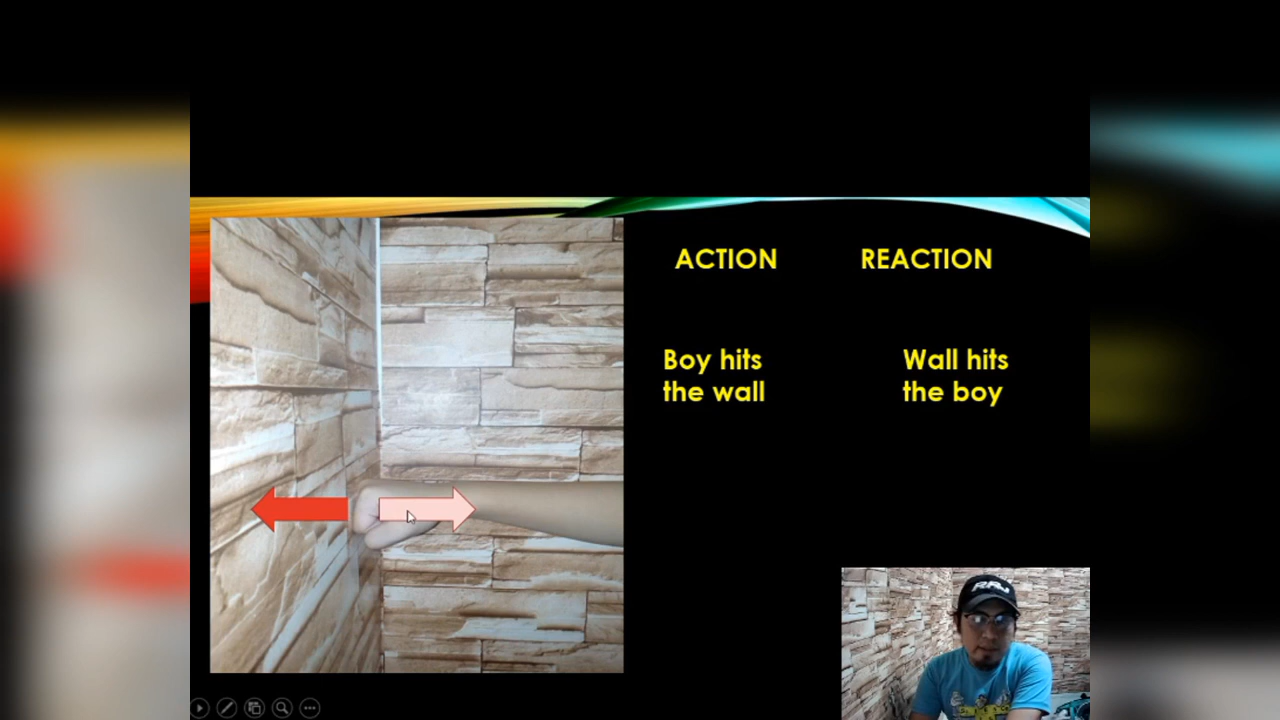 ACTION
REACTION
Boy hits
the wall
Wall hits
the boy